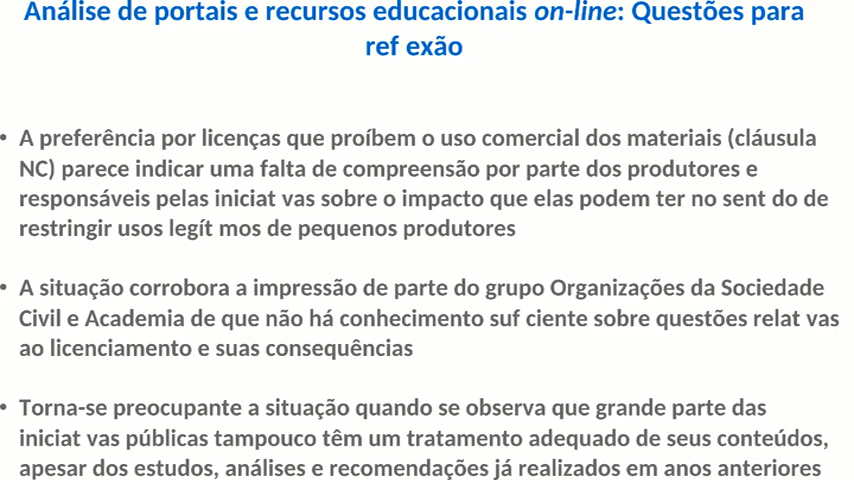 Análise de portais e recursos educacionais on-line: Questões para
ref exão
• A preferência por licenças que proíbem o uso comercial dos materiais (cláusula
NC) parece indicar uma falta de compreensão por parte dos produtores e
responsáveis pelas iniciat vas sobre o impacto que elas podem ter no sent do de
restringir usos legít mos de pequenos produtores
• A situação corrobora a impressão de parte do grupo Organizações da Sociedade
Civil e Academia de que não há conhecimento suf ciente sobre questões relat vas
ao licenciamento e suas consequências
• Torna-se preocupante a situação quando se observa que grande parte das
iniciat vas públicas tampouco têm um tratamento adequado de seus conteúdos,
apesar dos estudos, análises e recomendações já realizados em anos anteriores